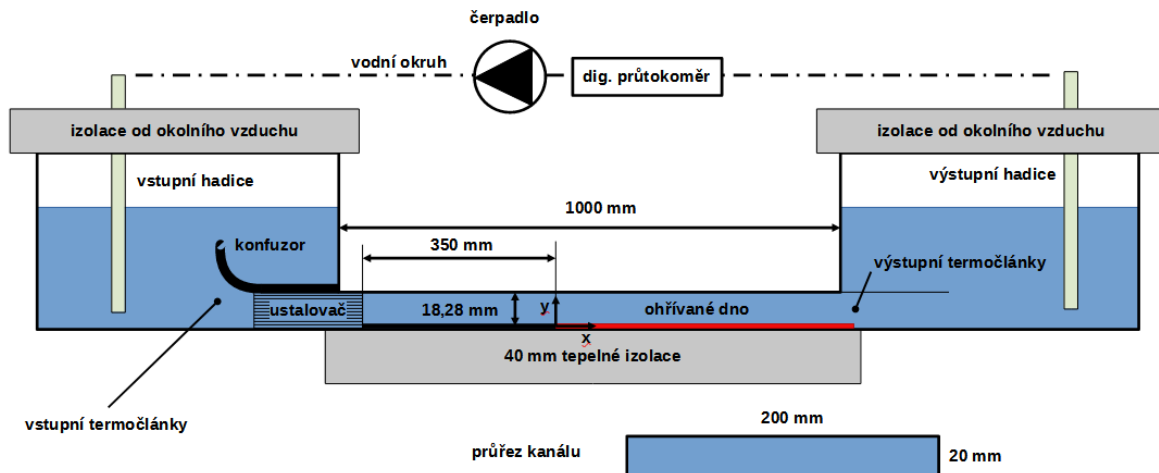 čerpadlo
vodní okruh
dig. průtokoměr
izolace od okolního vzduchu
izolace od okolního vzduchu
vstupní hadice
výstupní hadice
1000 mm
konfuzor
350 mm
výstupní termočlánky
ustalovač
18,28 mm
y
ohřívané dno
x
40 mm tepelné izolace
vstupní termočlánky
200 mm
průřez kanálu
20 mm